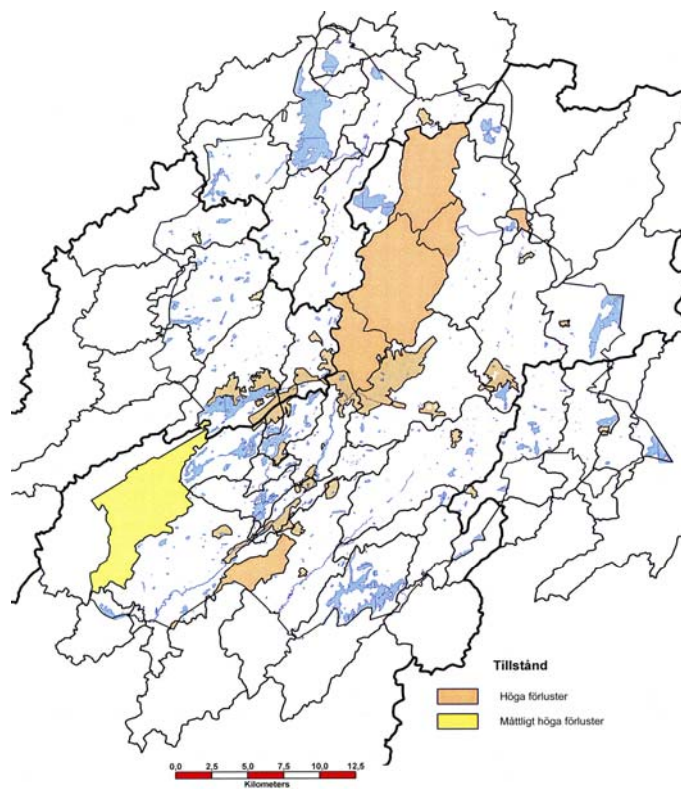 Tillstånd
Höga förluster
Måttligt höga förluster
0,0 2,5 5,0 7,5 10,0 12,5
Kilometers